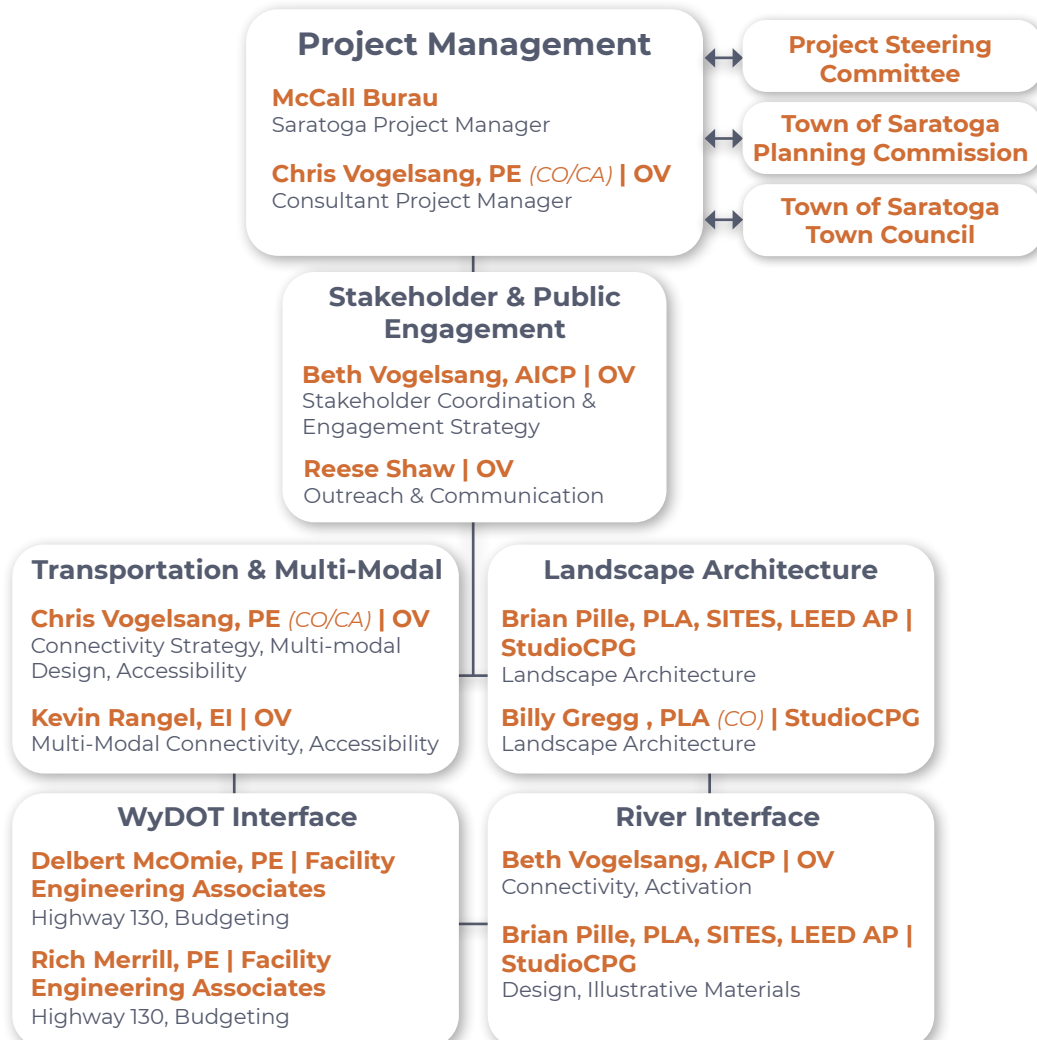 Project Management
McCall Burau
Saratoga Project Manager
Chris Vogelsang, PE (CO/CA) | OV
Consultant Project Manager
Project Steering
Committee
Town of Saratoga
Planning Commission
Town of Saratoga
Town Council
Stakeholder & Public
Engagement
Beth Vogelsang, AICP | OV
Stakeholder Coordination &
Engagement Strategy
Reese Shaw | OV
Outreach & Communication
Transportation & Multi-Modal
Chris Vogelsang, PE (CO/CA) | OV
Connectivity Strategy, Multi-modal
Design, Accessibility
Kevin Rangel, EI | OV
Multi-Modal Connectivity, Accessibility
Landscape Architecture
Brian Pille, PLA, SITES, LEED AP |
StudioCPG
Landscape Architecture
Billy Gregg , PLA (CO) | StudioCPG
Landscape Architecture
WyDOT Interface
Delbert McOmie, PE | Facility
Engineering Associates
Highway 130, Budgeting
Rich Merrill, PE | Facility
Engineering Associates
Highway 130, Budgeting
River Interface
Beth Vogelsang, AICP | OV
Connectivity, Activation
Brian Pille, PLA, SITES, LEED AP |
StudioCPG
Design, Illustrative Materials